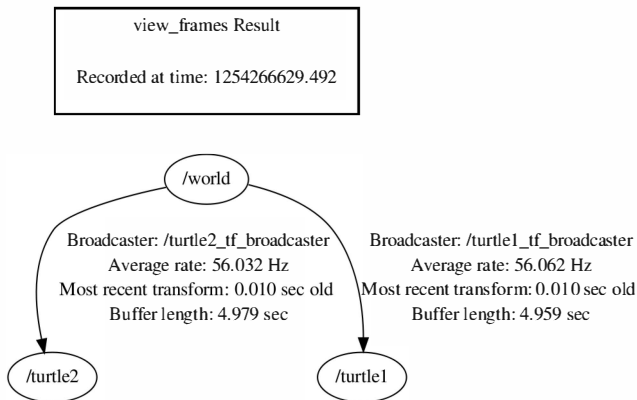 view_frames Result
Recorded at time: 1254266629.492
/world
Broadcaster: /turtle2_tf_broadcaster
Average rate: 56.032 Hz
Most recent transform: 0.010 sec old
Buffer length: 4.979 sec
Broadcaster: /turtle1_tf_broadcaster
Average rate: 56.062 Hz
Most recent transform: 0.010 sec old
Buffer length: 4.959 sec
/turtle2
/turtle1